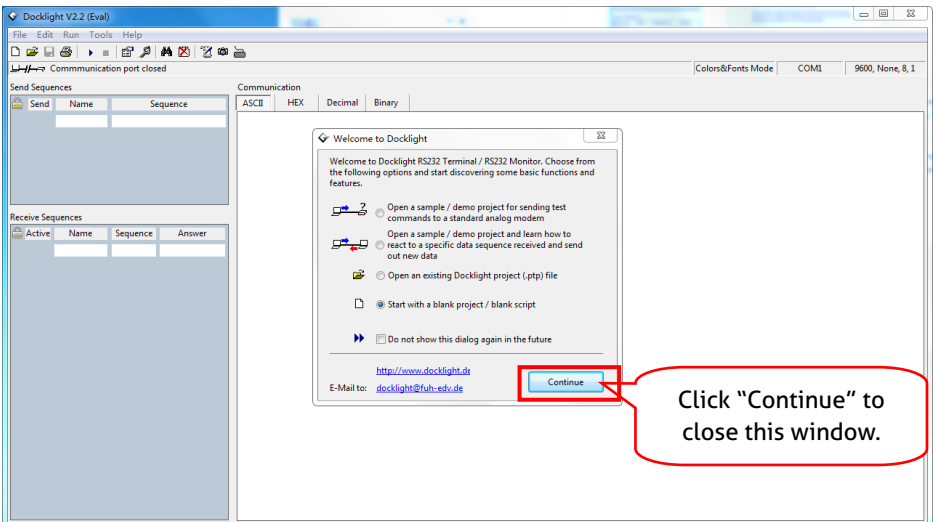 Docklight V2.2 (Eval)
File Edit Run Tools Help
Commmunication port closed
Colors&Fonts Mode COM1 9600, None, 8, 1
Send Sequences
Send Name Sequence
Receive Sequences
Active Name Sequence Answer
Communication
ASCII HEX Decimal Binary
Welcome to Docklight
Welcome to Docklight RS232 Terminal / RS232 Monitor. Choose from
the following options and start discovering some basic functions and
features.
Open a sample / demo project for sending test
commands to a standard analog modem
Open a sample / demo project and learn how to
react to a specific data sequence received and send
out new data
Open an existing Docklight project (.ptp) file
Start with a blank project / blank script
Do not show this dialog again in the future
http://www.docklight.de
E-Mail to: docklight@fuh-edv.de
Continue
Click “Continue” to
close this window.